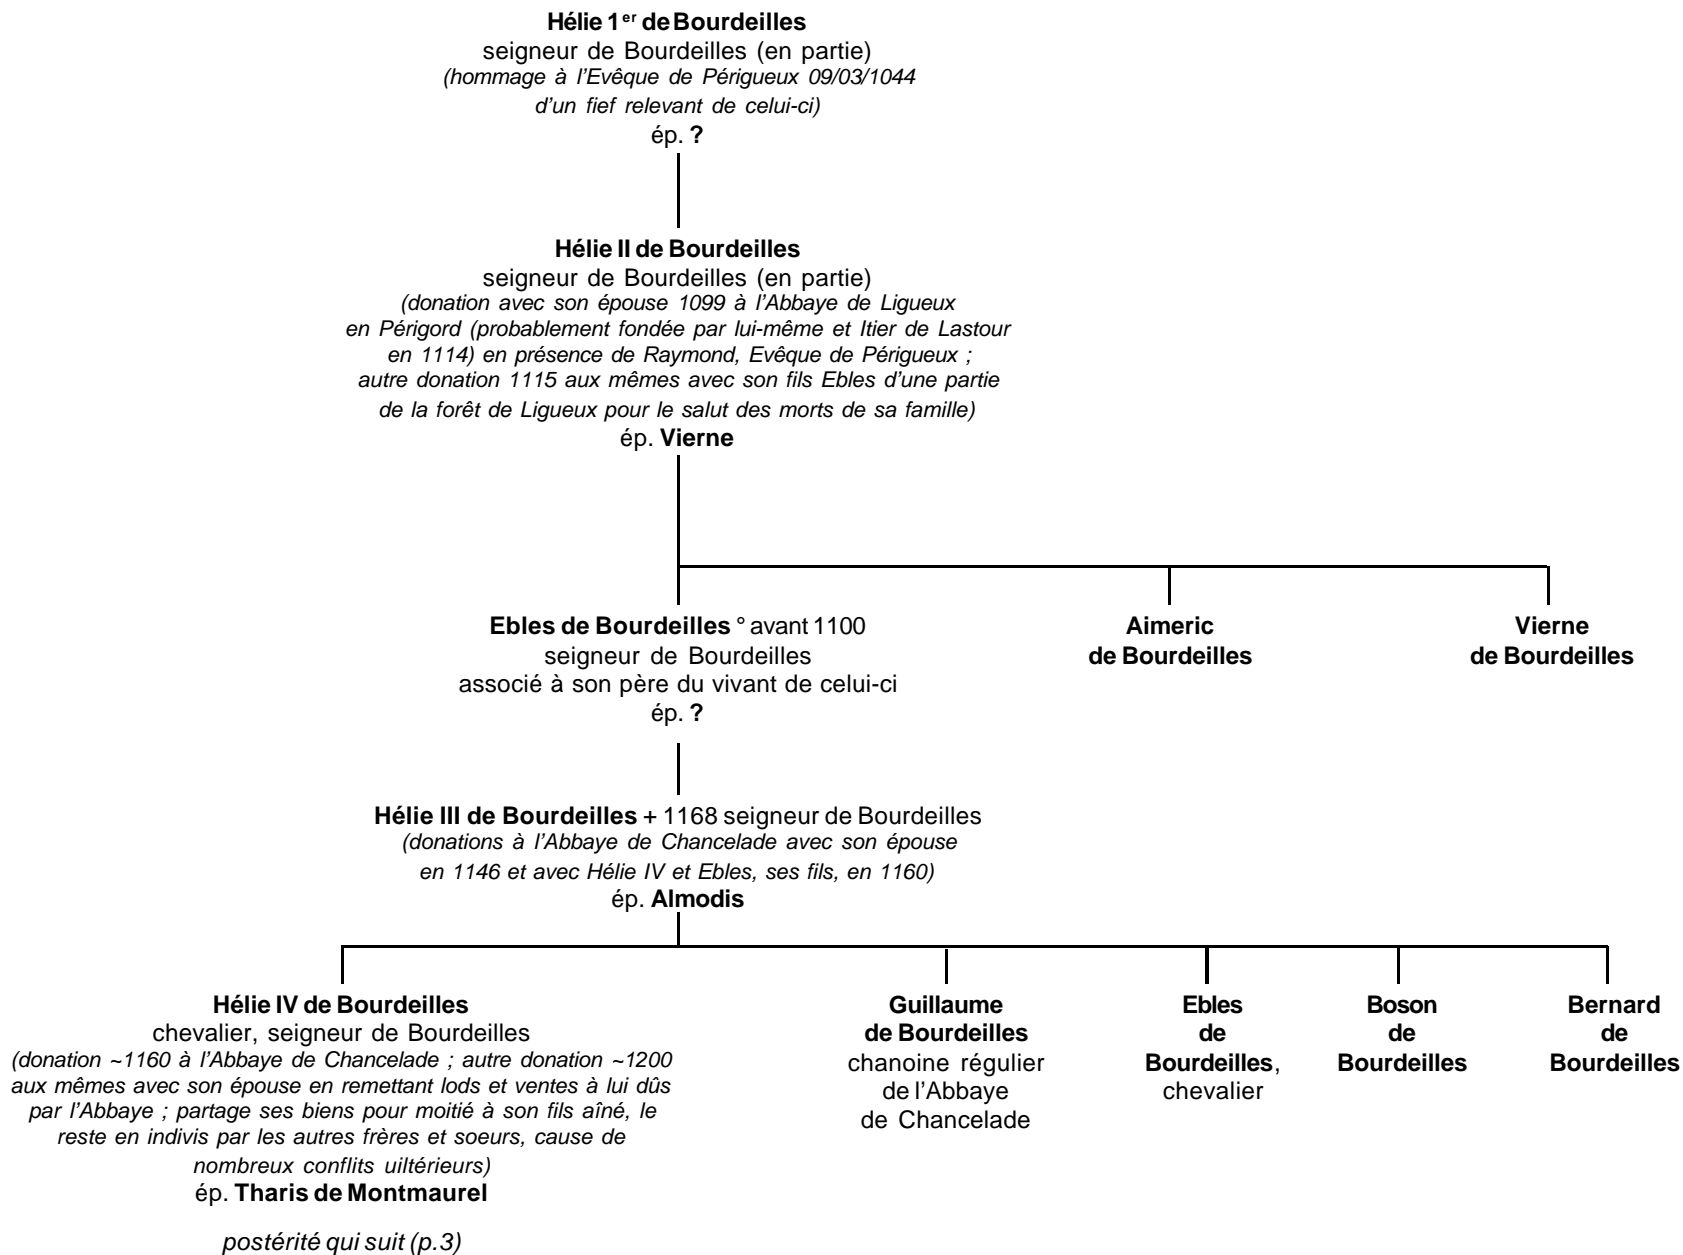 Hélie 1er de Bourdeilles
seigneur de Bourdeilles (en partie)
(hommage à l'Evêque de Périgueux 09/03/1044
d'un fief relevant de celui-ci)
ép. ?
Hélie II de Bourdeilles
seigneur de Bourdeilles (en partie)
(donation avec son épouse 1099 à l'Abbaye de Ligueux
en Périgord (probablement fondée par lui-même et Itier de Lastour
en 1114) en présence de Raymond, Evêque de Périgueux ;
autre donation 1115 aux mêmes avec son fils Ebles d'une partie
de la forêt de Ligueux pour le salut des morts de sa famille)
ép. Vierne
Ebles de Bourdeilles ° avant 1100
seigneur de Bourdeilles
associé à son père du vivant de celui-ci
ép. ?
Aimeric
de Bourdeilles
Vierne
de Bourdeilles
Hélie III de Bourdeilles + 1168 seigneur de Bourdeilles
(donations à l'Abbaye de Chancelade avec son épouse
en 1146 et avec Hélie IV et Ebles, ses fils, en 1160)
ép. Almodis
Hélie IV de Bourdeilles
chevalier, seigneur de Bourdeilles
(donation ~1160 à l'Abbaye de Chancelade ; autre donation ~1200
aux mêmes avec son épouse en remettant lods et ventes à lui dûs
par l'Abbaye ; partage ses biens pour moitié à son fils aîné, le
reste en indivis par les autres frères et soeurs, cause de
nombreux conflits uiltérieurs)
ép. Tharis de Montmaurel
postérité qui suit (p.3)
Guillaume
de Bourdeilles
chanoine régulier
de l'Abbaye
de Chancelade
Ebles
de
Bourdeilles,
chevalier
Boson
de
Bourdeilles
Bernard
de
Bourdeilles